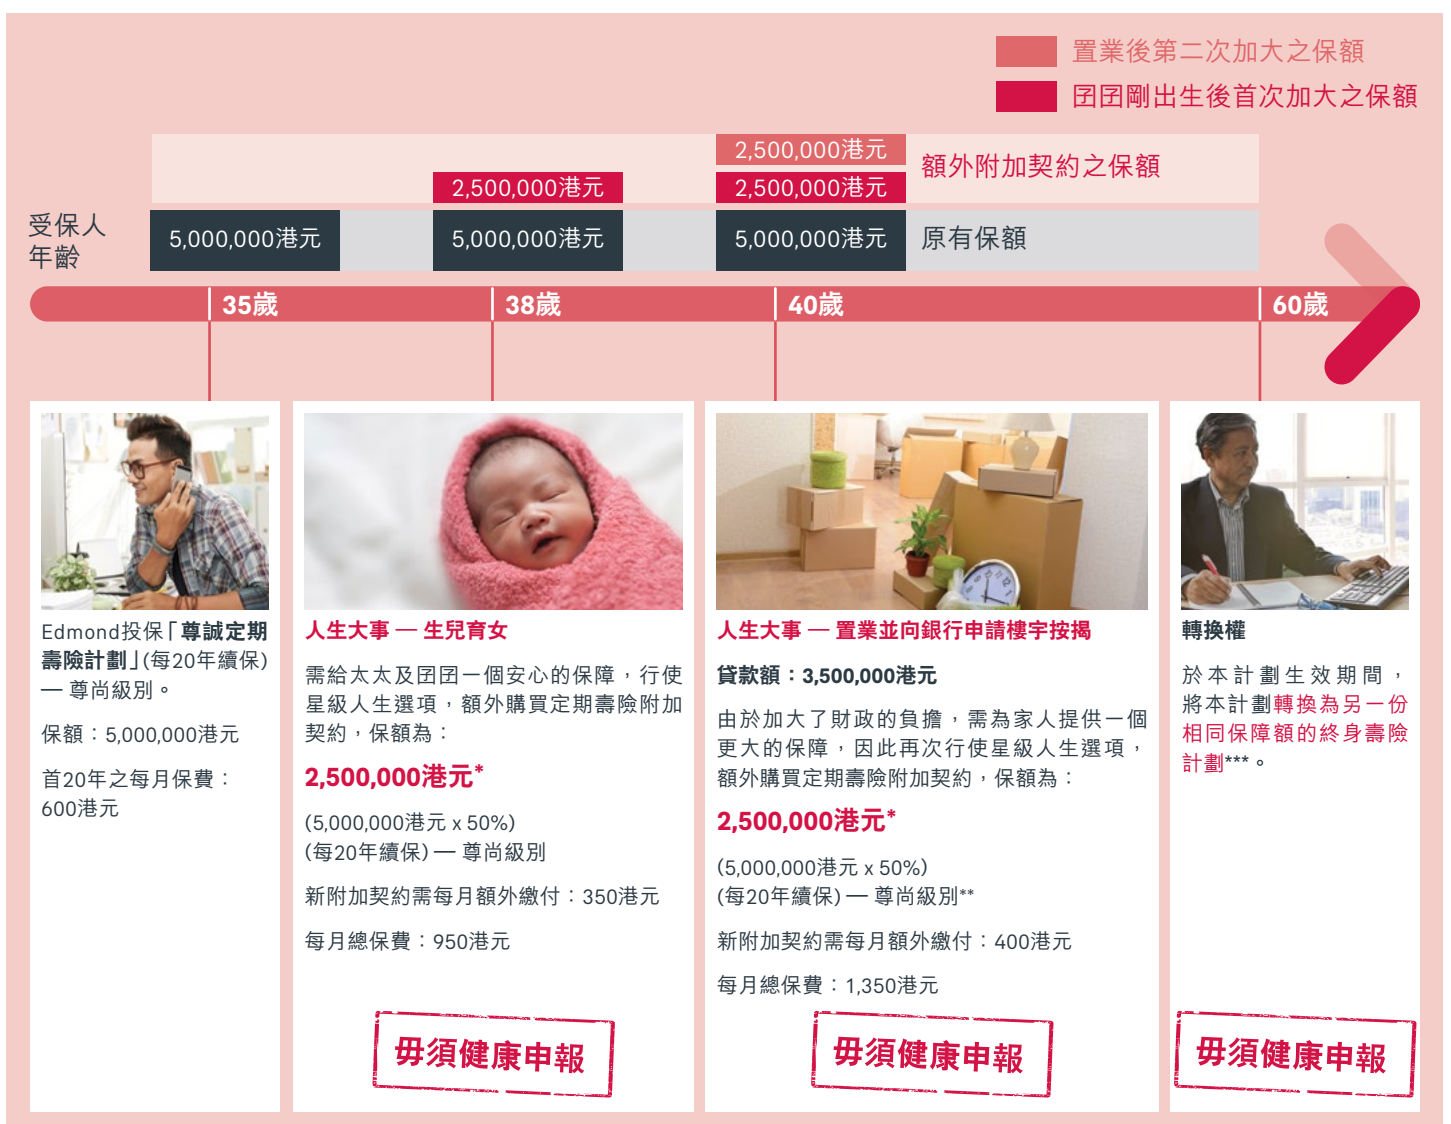 置業後第二次加大之保額
囝囝剛出生後首次加大之保額
2,500,000港元
2,500,000港元
2,500,000港元
額外附加契約之保額
受保人
年齡
5,000,000港元
5,000,000港元
5,000,000港元
原有保額
35歲
38歲
40歲
60歲
Edmond投保「尊誠定期
壽險計劃」(每20年續保)
— 尊尚級別。
保額：5,000,000港元
首20年之每月保費：
600港元
人生大事 — 生兒育女
需給太太及囝囝一個安心的保障，行使
星級人生選項，額外購買定期壽險附加
契約，保額為：
2,500,000港元*
(5,000,000港元 x 50%)
(每20年續保) — 尊尚級別
新附加契約需每月額外繳付：350港元
每月總保費：950港元
毋須健康申報
人生大事 — 置業並向銀行申請樓宇按揭
貸款額：3,500,000港元
由於加大了財政的負擔，需為家人提供一個
更大的保障，因此再次行使星級人生選項，
額外購買定期壽險附加契約，保額為：
2,500,000港元*
(5,000,000港元 x 50%)
(每20年續保) — 尊尚級別**
新附加契約需每月額外繳付：400港元
每月總保費：1,350港元
毋須健康申報
轉換權
於本計劃生效期間，
將本計劃轉換為另一份
相同保障額的終身壽險
計劃***。
毋須健康申報